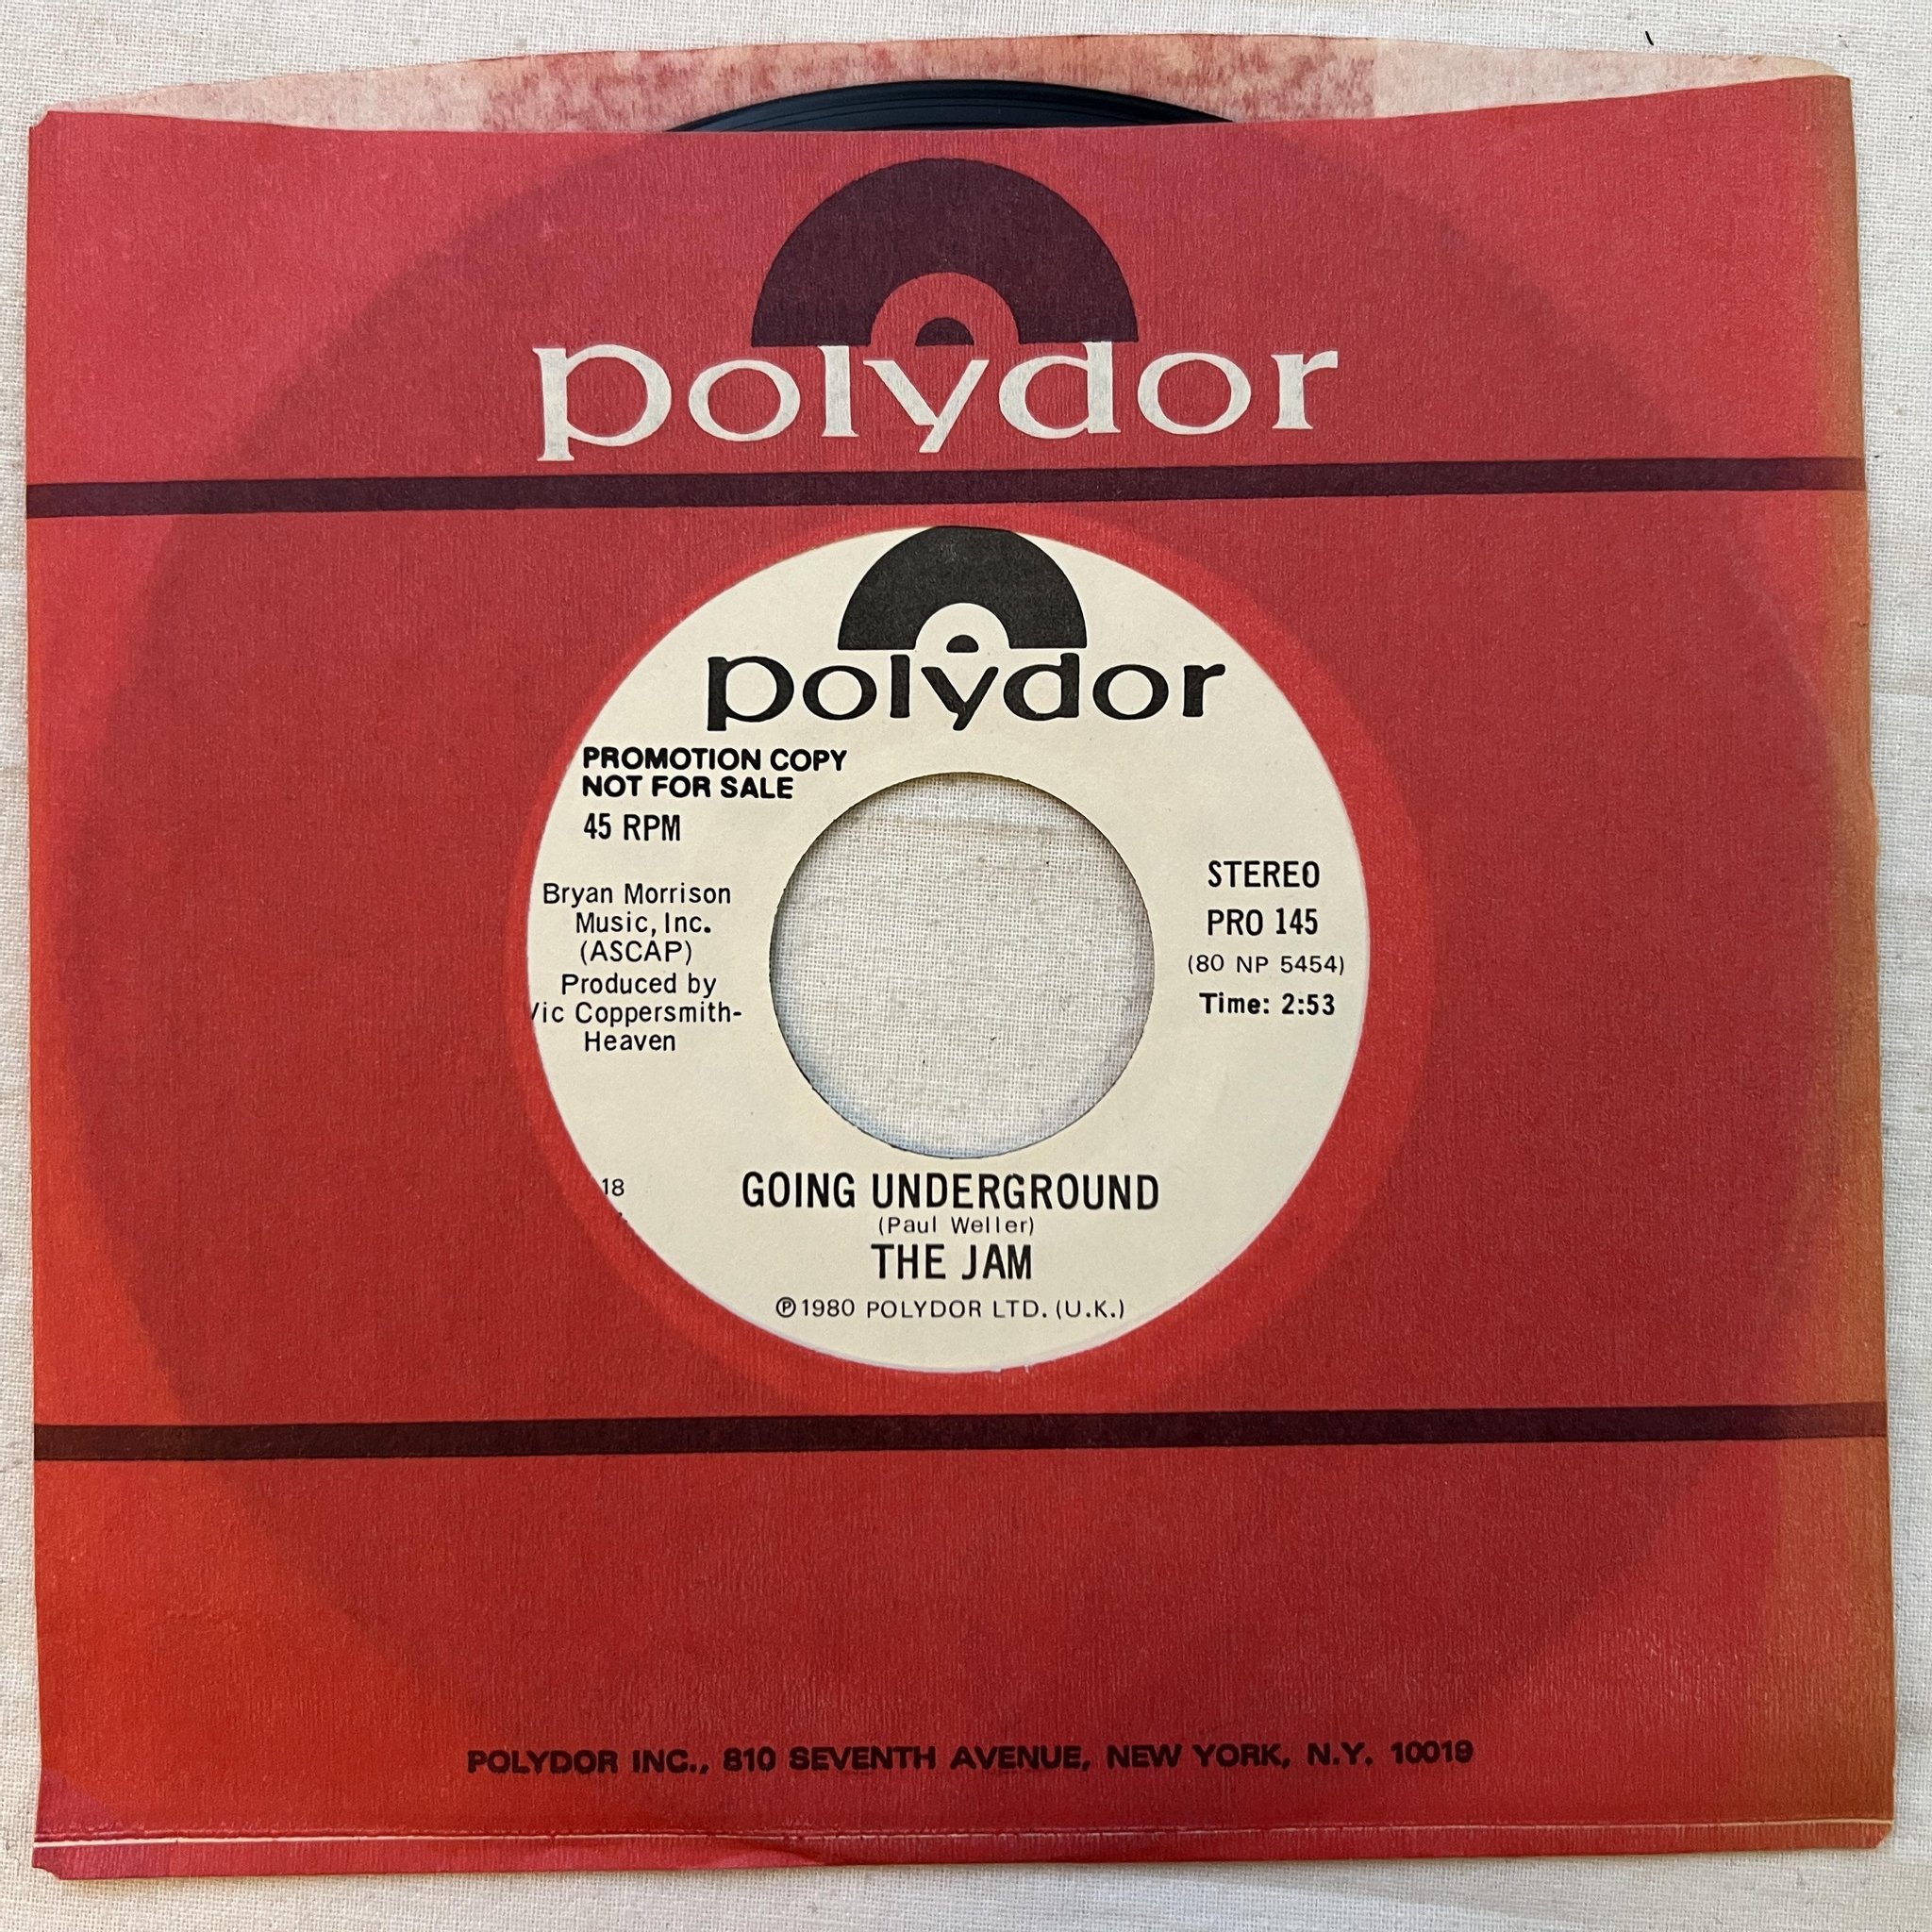 polydor
polydor
PROMOTION COPY
NOT FOR SALE
45 RPM
Bryan Morrison
Music, Inc.
(ASCAP)
Produced by
Vic Coppersmith-
Heaven
STEREO
PRO 145
(80 NP 5454)
Time: 2:53
18
GOING UNDERGROUND
(Paul Weller)
THE JAM
℗1980 POLYDOR LTD. (U.K.)
POLYDOR INC., 810 SEVENTH AVENUE, NEW YORK, N.Y. 10019